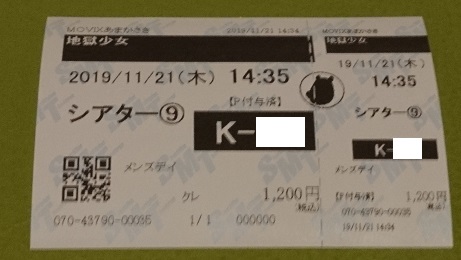 MOVIXあまがさき
2019/11/21 14:34
地獄少女
2019/11/21(木) 14:35
【P付与済】
シアター⑨
K-
メンズデイ
クレ 1,200円
(税込)
070-43790-00035 1/1 000000
MOVIXあまがさき
地獄少女
19/11/21(木)
14:35
シアター⑨
K-
メンズデイ
【P付与済】 1,200円
(税込)
070-43790-00035
19/11/21 14:34